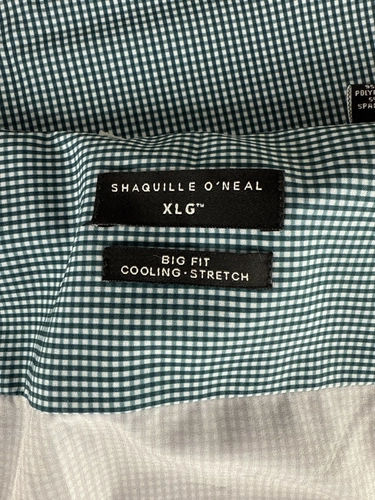 SHAQUILLE O'NEAL
XLG™
BIG FIT
COOLING · STRETCH